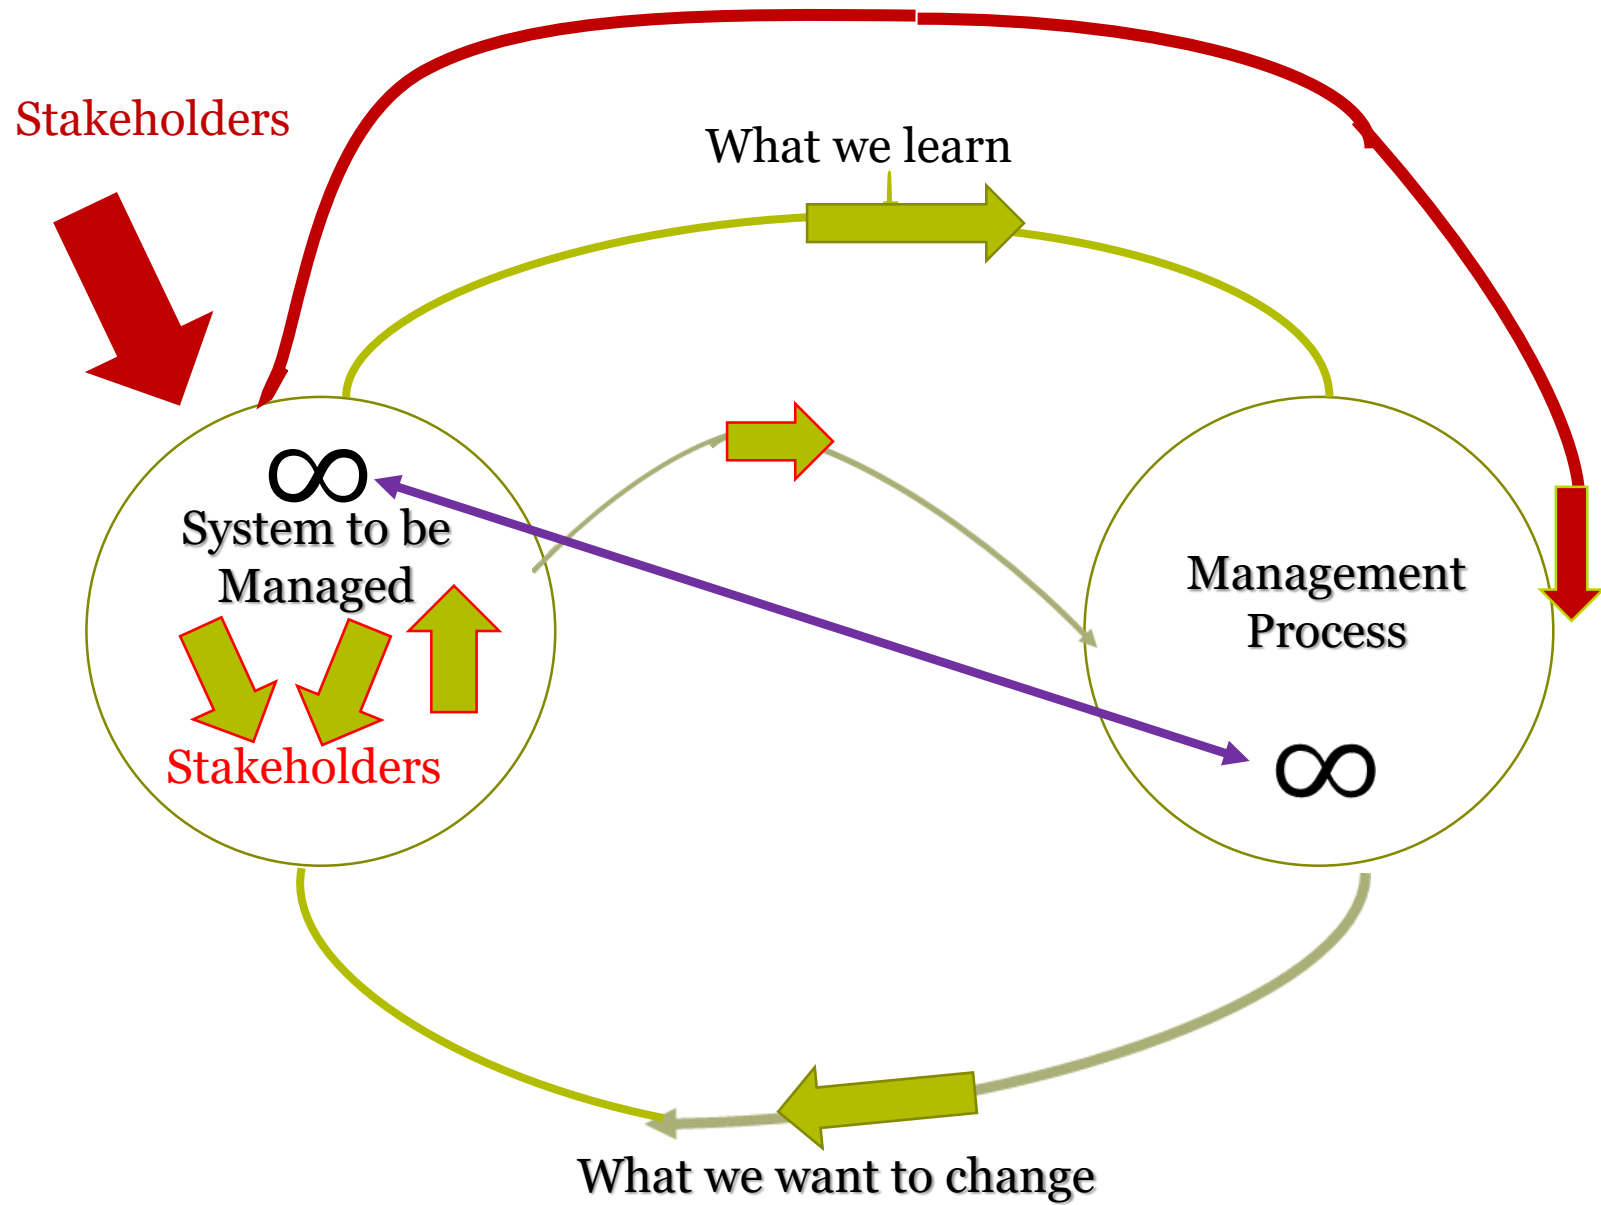 Stakeholders
What we learn
∞
System to be
Managed
Stakeholders
Management
Process
∞
What we want to change